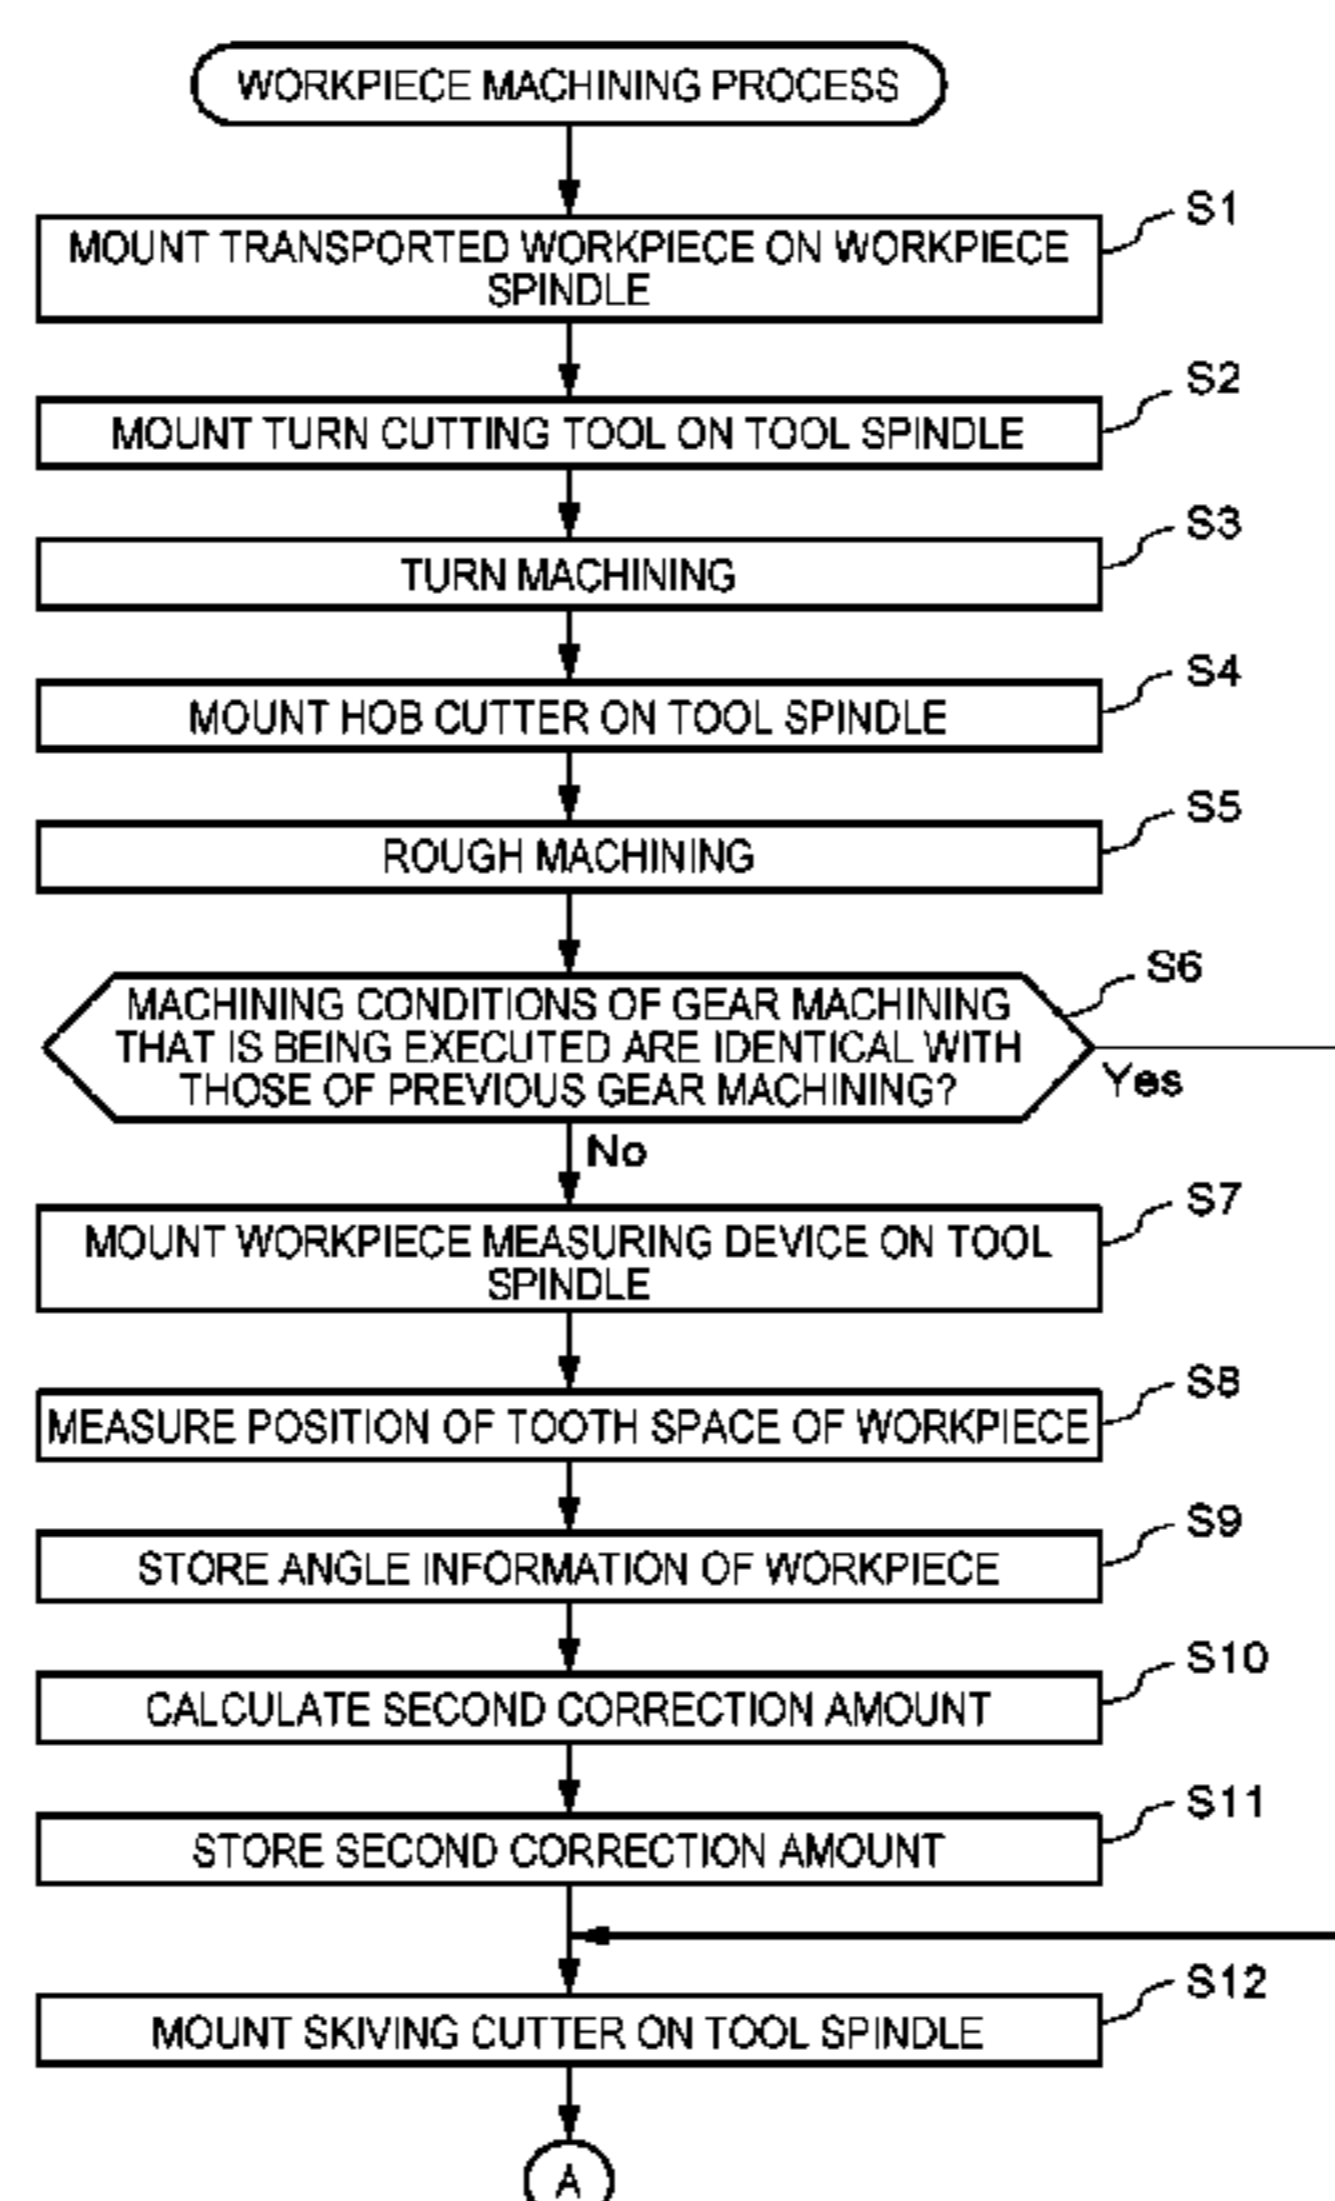 WORKPIECE MACHINING PROCESS
S1
MOUNT TRANSPORTED WORKPIECE ON WORKPIECE
SPINDLE
S2
MOUNT TURN CUTTING TOOL ON TOOL SPINDLE
S3
TURN MACHINING
S4
MOUNT HOB CUTTER ON TOOL SPINDLE
S5
ROUGH MACHINING
S6
MACHINING CONDITIONS OF GEAR MACHINING
THAT IS BEING EXECUTED ARE IDENTICAL WITH
THOSE OF PREVIOUS GEAR MACHINING?
Yes
No
S7
MOUNT WORKPIECE MEASURING DEVICE ON TOOL
SPINDLE
S8
MEASURE POSITION OF TOOTH SPACE OF WORKPIECE
S9
STORE ANGLE INFORMATION OF WORKPIECE
S10
CALCULATE SECOND CORRECTION AMOUNT
S11
STORE SECOND CORRECTION AMOUNT
S12
MOUNT SKIVING CUTTER ON TOOL SPINDLE
A